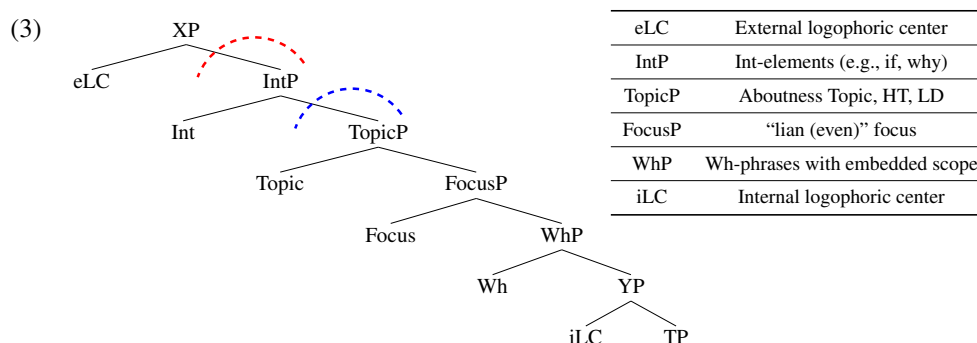 (3)
XP
eLC IntP
Int TopicP
Topic FocusP
Focus WhP
Wh YP
iLC TP
eLC External logophoric center
IntP Int-elements (e.g., if, why)
TopicP Aboutness Topic, HT, LD
FocusP “lian (even)” focus
WhP Wh-phrases with embedded scope
iLC Internal logophoric center